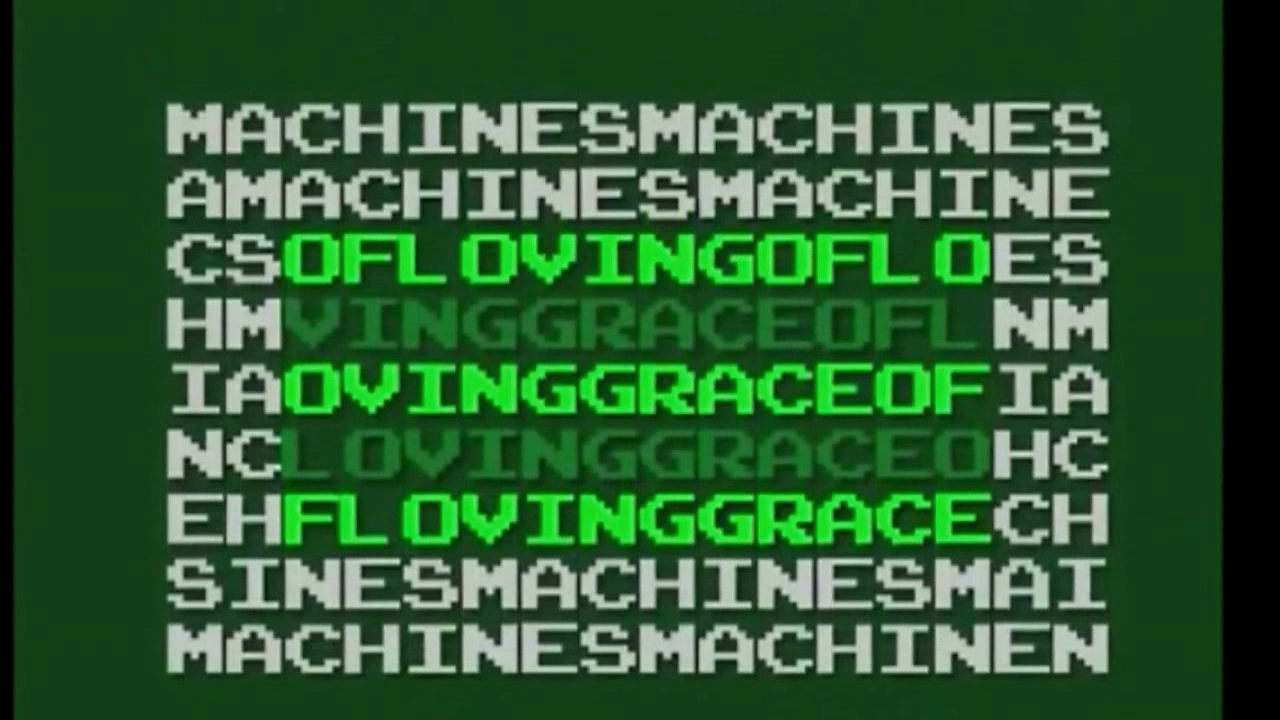 MACHINESMACHINES
AMACHINESMACHINE
CSOFLOVINGOFLOES
HMVINGGRACEOFLNM
IAOVINGGRACEOFIA
NCLOVINGGRACEOHC
EHFLOVINGGRACECH
SINESMACHINESMAI
MACHINESMACHINEN